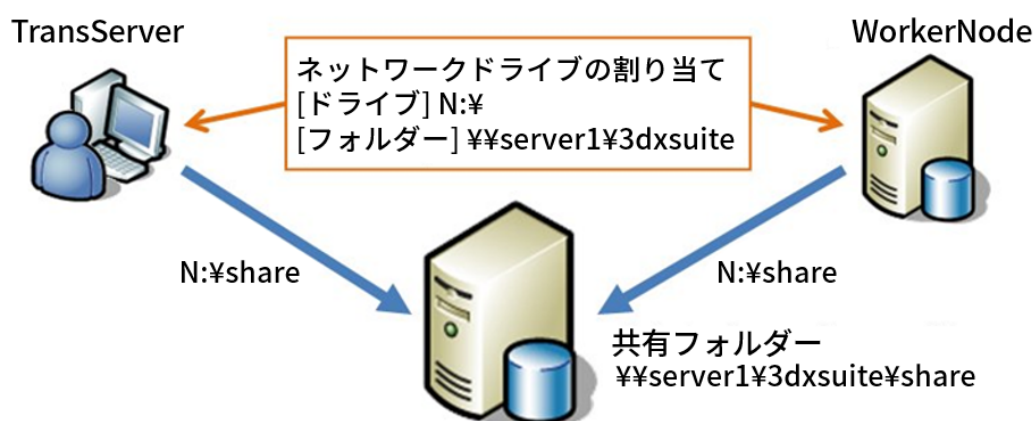 TransServer
WorkerNode
ネットワークドライブの割り当て
[ドライブ] N:¥
[フォルダー] ¥¥server1¥3dxsuite
N:¥share
N:¥share
共有フォルダー
¥¥server1¥3dxsuite¥share